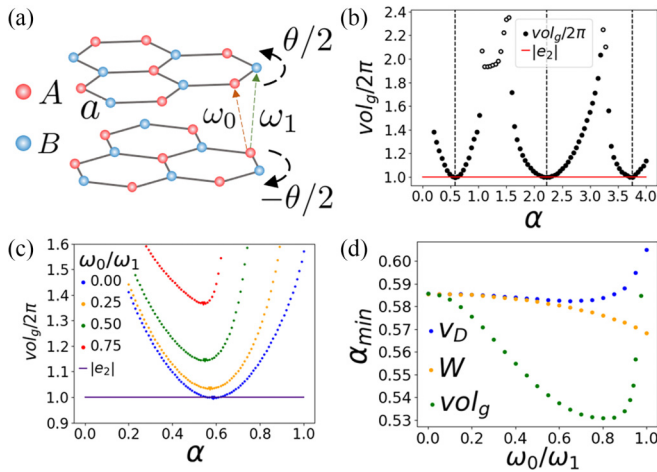 (a)
θ/2
A
a
B
ω₀
ω₁
−θ/2
(b)
2.4
2.2
2.0
1.8
1.6
1.4
1.2
1.0
vol_g/2π
vol_g/2π
|e₂|
0.0 0.5 1.0 1.5 2.0 2.5 3.0 3.5 4.0
α
(c)
1.6
1.5
1.4
1.3
1.2
1.1
1.0
0.9
vol_g/2π
ω₀/ω₁
0.00
0.25
0.50
0.75
|e₂|
0.0 0.2 0.4 0.6 0.8 1.0
α
(d)
0.60
0.59
0.58
0.57
0.56
0.55
0.54
0.53
α_min
v_D
W
vol_g
0.0 0.2 0.4 0.6 0.8 1.0
ω₀/ω₁